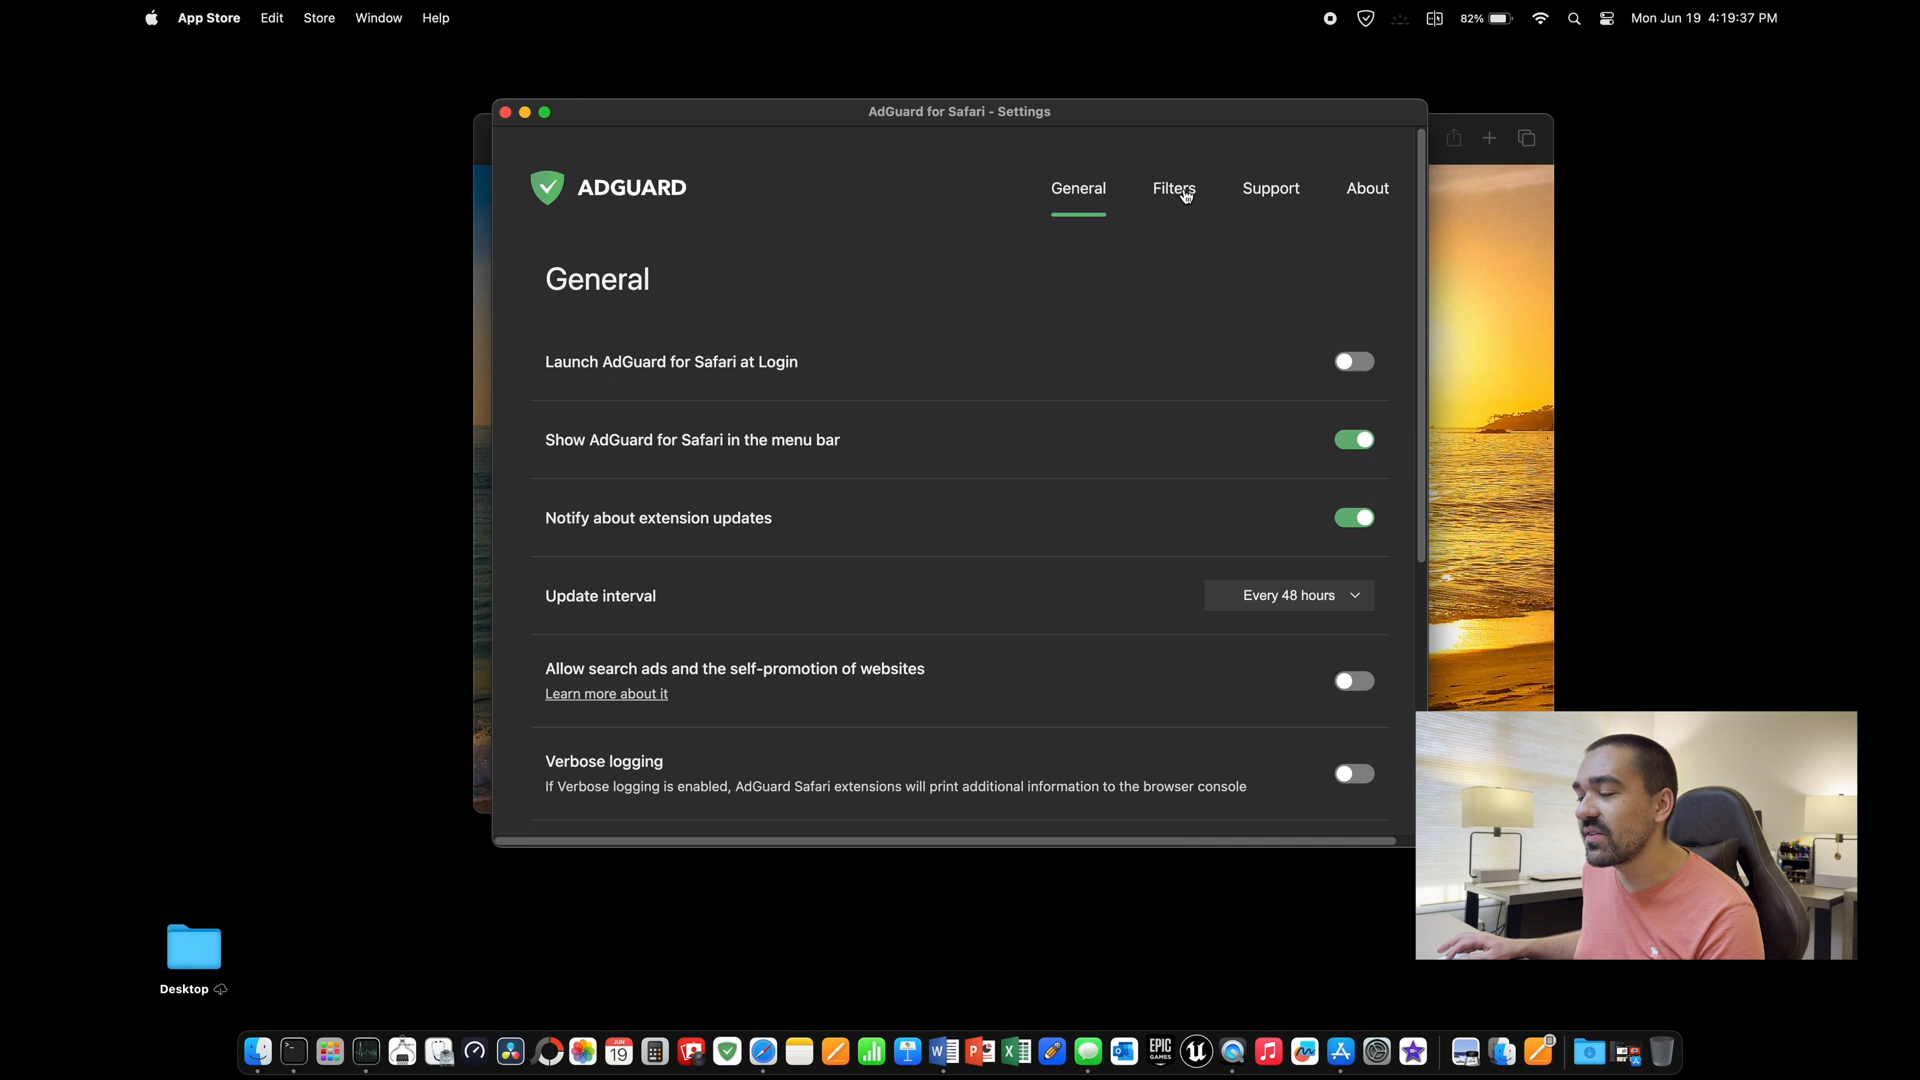 App Store Edit Store Window Help
82% Mon Jun 19 4:19:37 PM
AdGuard for Safari - Settings
ADGUARD
General Filters Support About
General
Launch AdGuard for Safari at Login
Show AdGuard for Safari in the menu bar
Notify about extension updates
Update interval
Every 48 hours
Allow search ads and the self-promotion of websites
Learn more about it
Verbose logging
If Verbose logging is enabled, AdGuard Safari extensions will print additional information to the browser console
Desktop
JUN
19
EPIC
GAMES